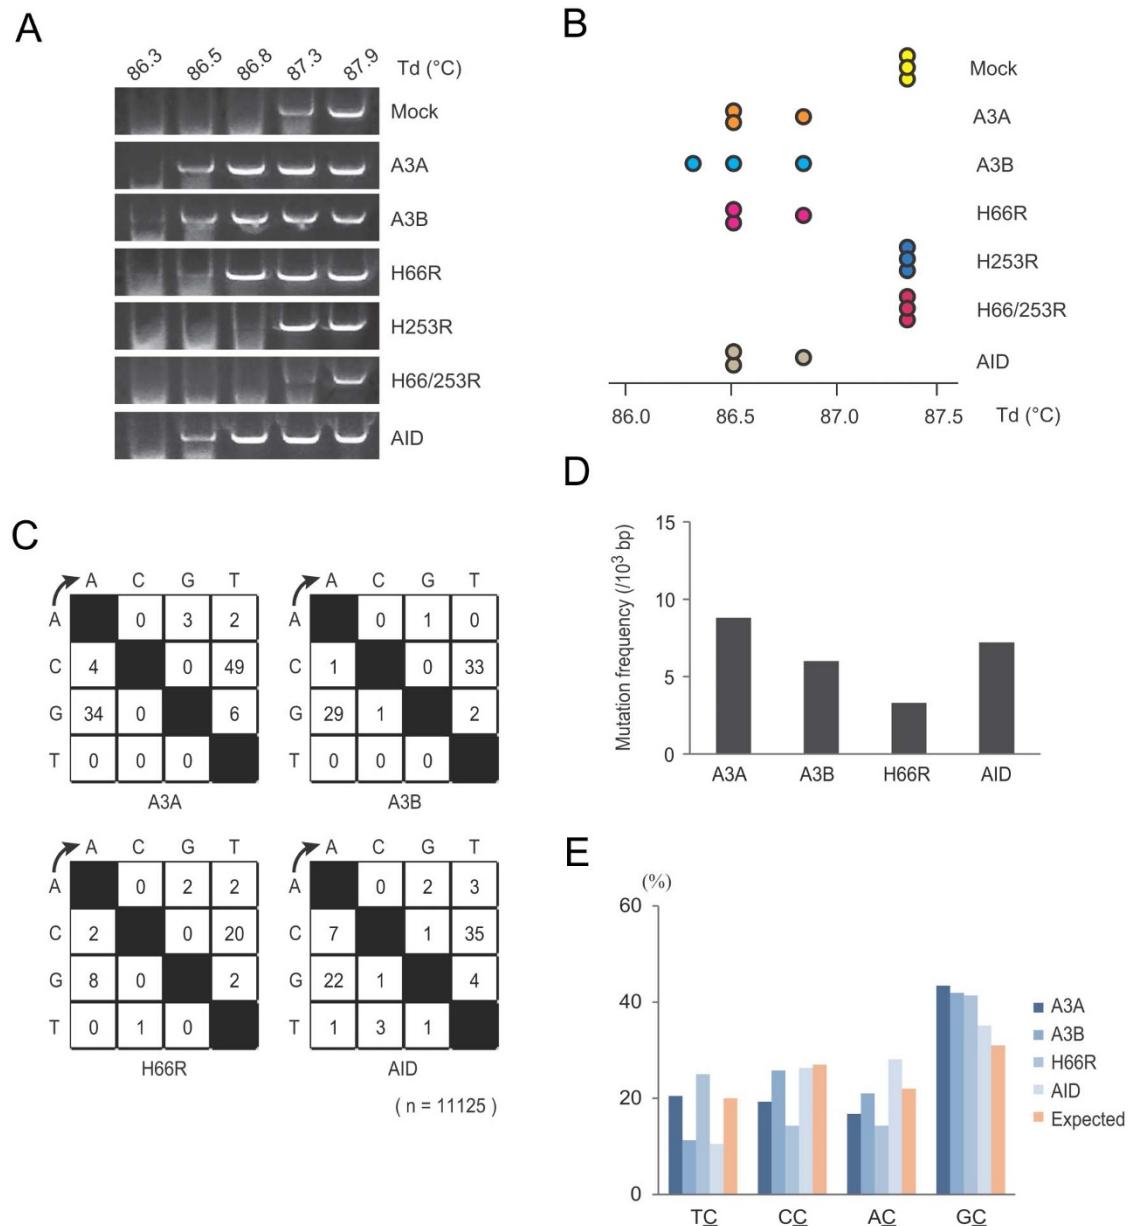 A
86.3 86.5 86.8 87.3 87.9 Td (°C)
Mock
A3A
A3B
H66R
H253R
H66/253R
AID
B
Mock
A3A
A3B
H66R
H253R
H66/253R
AID
86.0 86.5 87.0 87.5 Td (°C)
C
A C G T
A 0 3 2
C 4 0 49
G 34 0 6
T 0 0 0
A3A
A C G T
A 0 1 0
C 1 0 33
G 29 1 2
T 0 0 0
A3B
A C G T
A 0 2 2
C 2 0 20
G 8 0 2
T 0 1 0
H66R
A C G T
A 0 2 3
C 7 1 35
G 22 1 4
T 1 3 1
AID
( n = 11125 )
D
Mutation frequency (/10³ bp)
15
10
5
0
A3A A3B H66R AID
E
(%)
60
40
20
0
TC CC AC GC
A3A
A3B
H66R
AID
Expected